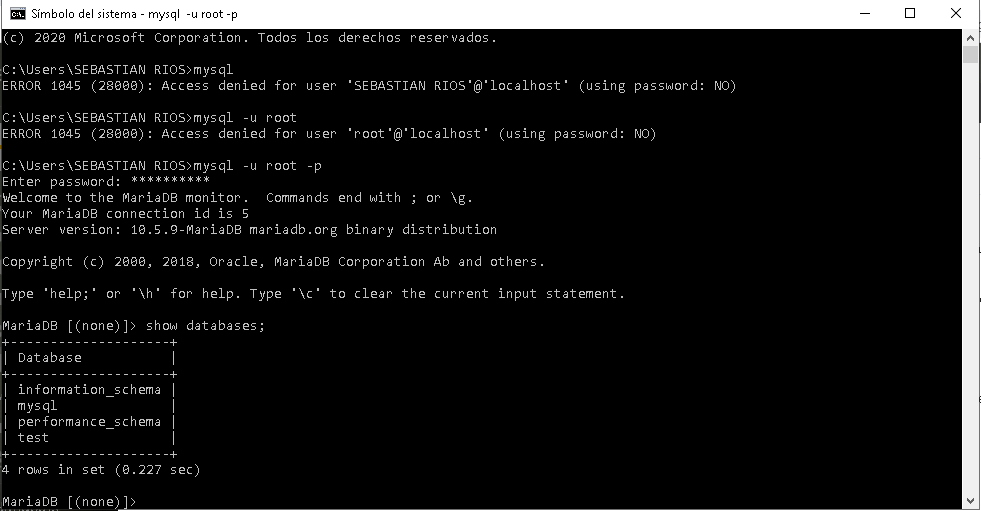 Símbolo del sistema - mysql  -u root -p
(c) 2020 Microsoft Corporation. Todos los derechos reservados.
C:\Users\SEBASTIAN RIOS>mysql
ERROR 1045 (28000): Access denied for user 'SEBASTIAN RIOS'@'localhost' (using password: NO)
C:\Users\SEBASTIAN RIOS>mysql -u root
ERROR 1045 (28000): Access denied for user 'root'@'localhost' (using password: NO)
C:\Users\SEBASTIAN RIOS>mysql -u root -p
Enter password: **********
Welcome to the MariaDB monitor.  Commands end with ; or \g.
Your MariaDB connection id is 5
Server version: 10.5.9-MariaDB mariadb.org binary distribution
Copyright (c) 2000, 2018, Oracle, MariaDB Corporation Ab and others.
Type 'help;' or '\h' for help. Type '\c' to clear the current input statement.
MariaDB [(none)]> show databases;
+--------------------+
| Database           |
+--------------------+
| information_schema |
| mysql              |
| performance_schema |
| test               |
+--------------------+
4 rows in set (0.227 sec)
MariaDB [(none)]>